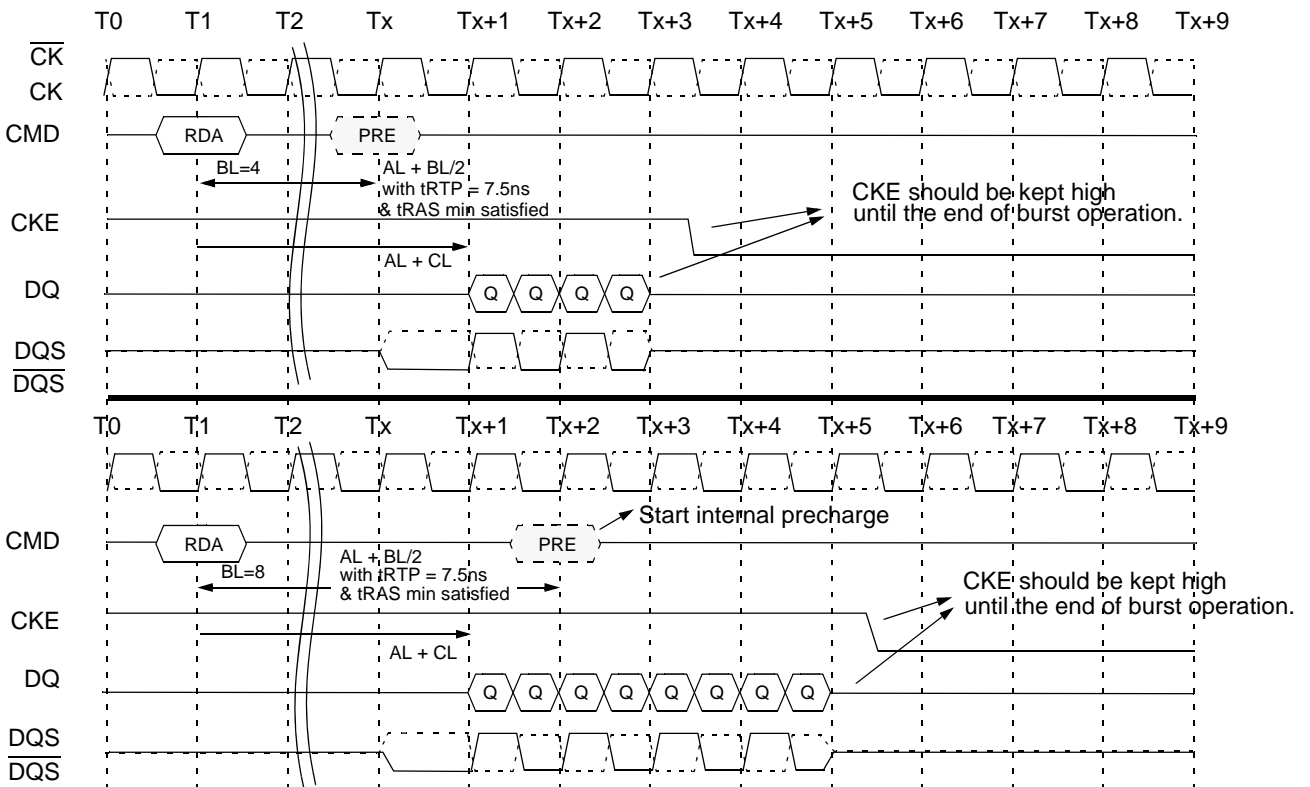 T0 T1 T2 Tx Tx+1 Tx+2 Tx+3 Tx+4 Tx+5 Tx+6 Tx+7 Tx+8 Tx+9
CK
CK
CMD RDA PRE
BL=4 AL + BL/2
with tRTP = 7.5ns
& tRAS min satisfied
CKE should be kept high
until the end of burst operation.
CKE
AL + CL
DQ Q Q Q Q
DQS
DQS
T0 T1 T2 Tx Tx+1 Tx+2 Tx+3 Tx+4 Tx+5 Tx+6 Tx+7 Tx+8 Tx+9
Start internal precharge
CMD RDA PRE
BL=8 AL + BL/2
with tRTP = 7.5ns
& tRAS min satisfied
CKE should be kept high
until the end of burst operation.
CKE
AL + CL
DQ Q Q Q Q Q Q Q Q
DQS
DQS